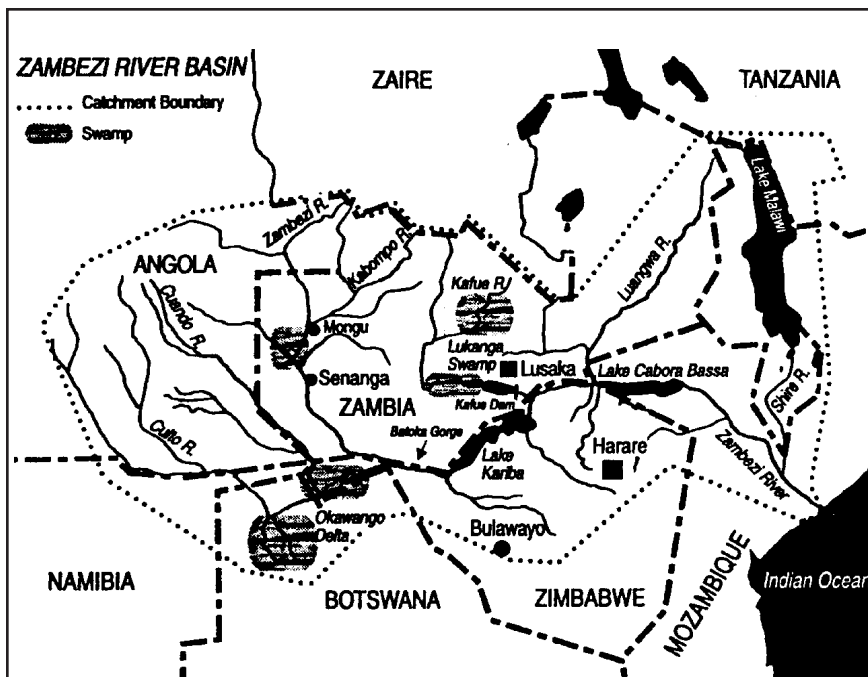 ZAMBEZI RIVER BASIN
Catchment Boundary
Swamp
ZAIRE
TANZANIA
Zambezi R.
Kabompo R.
Lake Malawi
ANGOLA
Cuando R.
Kafue R.
Luangwa R.
Mongu
Lukanga
Swamp
Lusaka
Lake Cabora Bassa
Senanga
ZAMBIA
Kafue Dam
Shire R.
Cuito R.
Batoka Gorge
Lake
Kariba
Harare
Zambezi
River
Okawango
Delta
Bulawayo
NAMIBIA
BOTSWANA
ZIMBABWE
MOZAMBIQUE
Indian Ocean